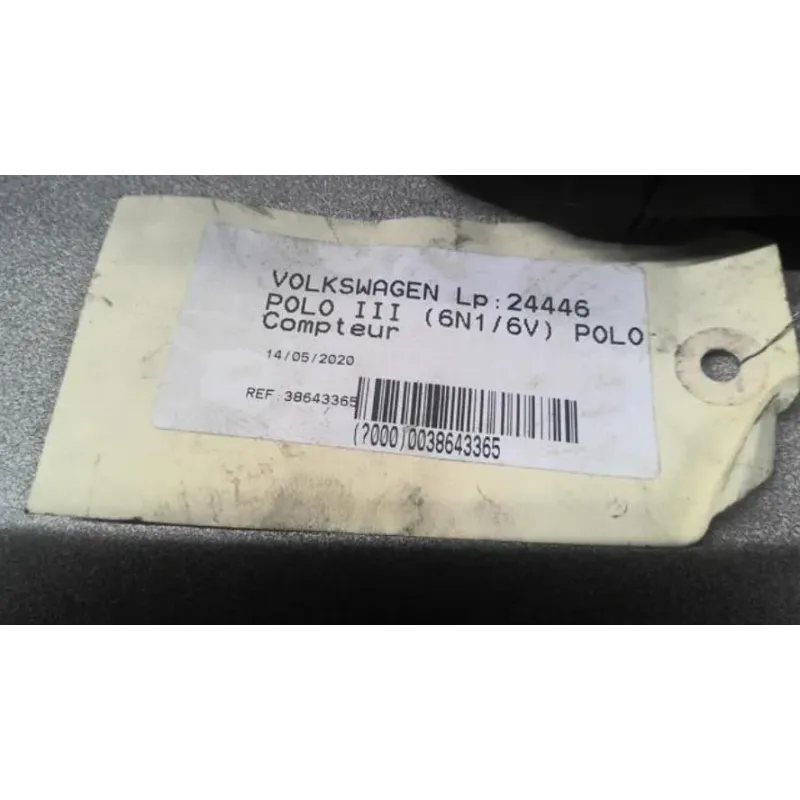 VOLKSWAGEN Lp:24446
POLO III (6N1/6V) POLO
Compteur
14/05/2020
REF:38643365
(?000)0038643365